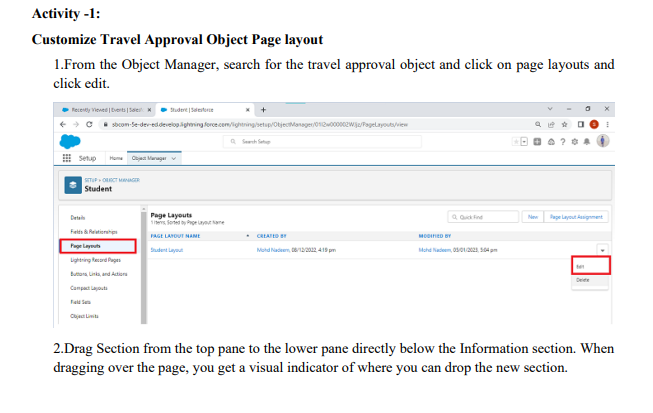 Activity -1:
Customize Travel Approval Object Page layout
1.From the Object Manager, search for the travel approval object and click on page layouts and
click edit.
Recently Viewed | Events | Sales
Student | Salesforce
sbcom-5e-dev-ed.develop.lightning.force.com/lightning/setup/ObjectManager/
/PageLayouts/view
Search Setup
Setup Home Object Manager
SETUP > OBJECT MANAGER
Student
Details
Fields & Relationships
Page Layouts
Lightning Record Pages
Buttons, Links, and Actions
Compact Layouts
Field Sets
Object Limits
Page Layouts
1 Items, Sorted by Page Layout Name
Quick Find
New
Page Layout Assignment
PAGE LAYOUT NAME CREATED BY MODIFIED BY
Student Layout Mohd Nadeem, 08/12/2022, 4:19 pm Mohd Nadeem, 03/01/2023, 5:04 pm
Edit
Delete
2.Drag Section from the top pane to the lower pane directly below the Information section. When
dragging over the page, you get a visual indicator of where you can drop the new section.